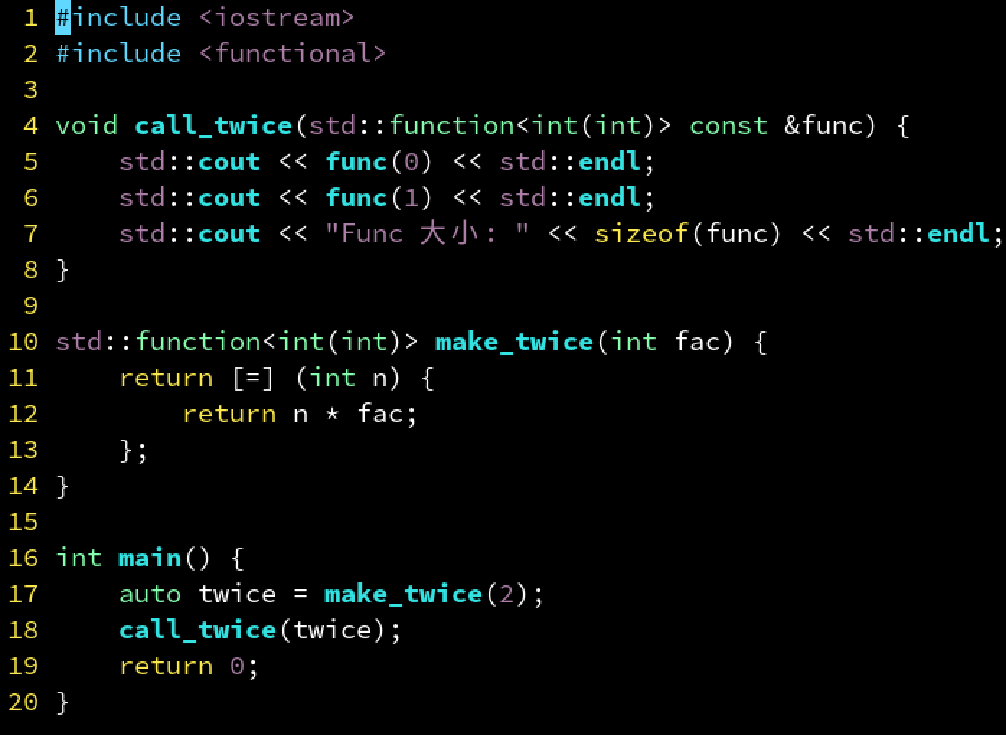 1 #include <iostream>
2 #include <functional>
3
4 void call_twice(std::function<int(int)> const &func) {
5     std::cout << func(0) << std::endl;
6     std::cout << func(1) << std::endl;
7     std::cout << "Func 大小: " << sizeof(func) << std::endl;
8 }
9
10 std::function<int(int)> make_twice(int fac) {
11     return [=] (int n) {
12         return n * fac;
13     };
14 }
15
16 int main() {
17     auto twice = make_twice(2);
18     call_twice(twice);
19     return 0;
20 }